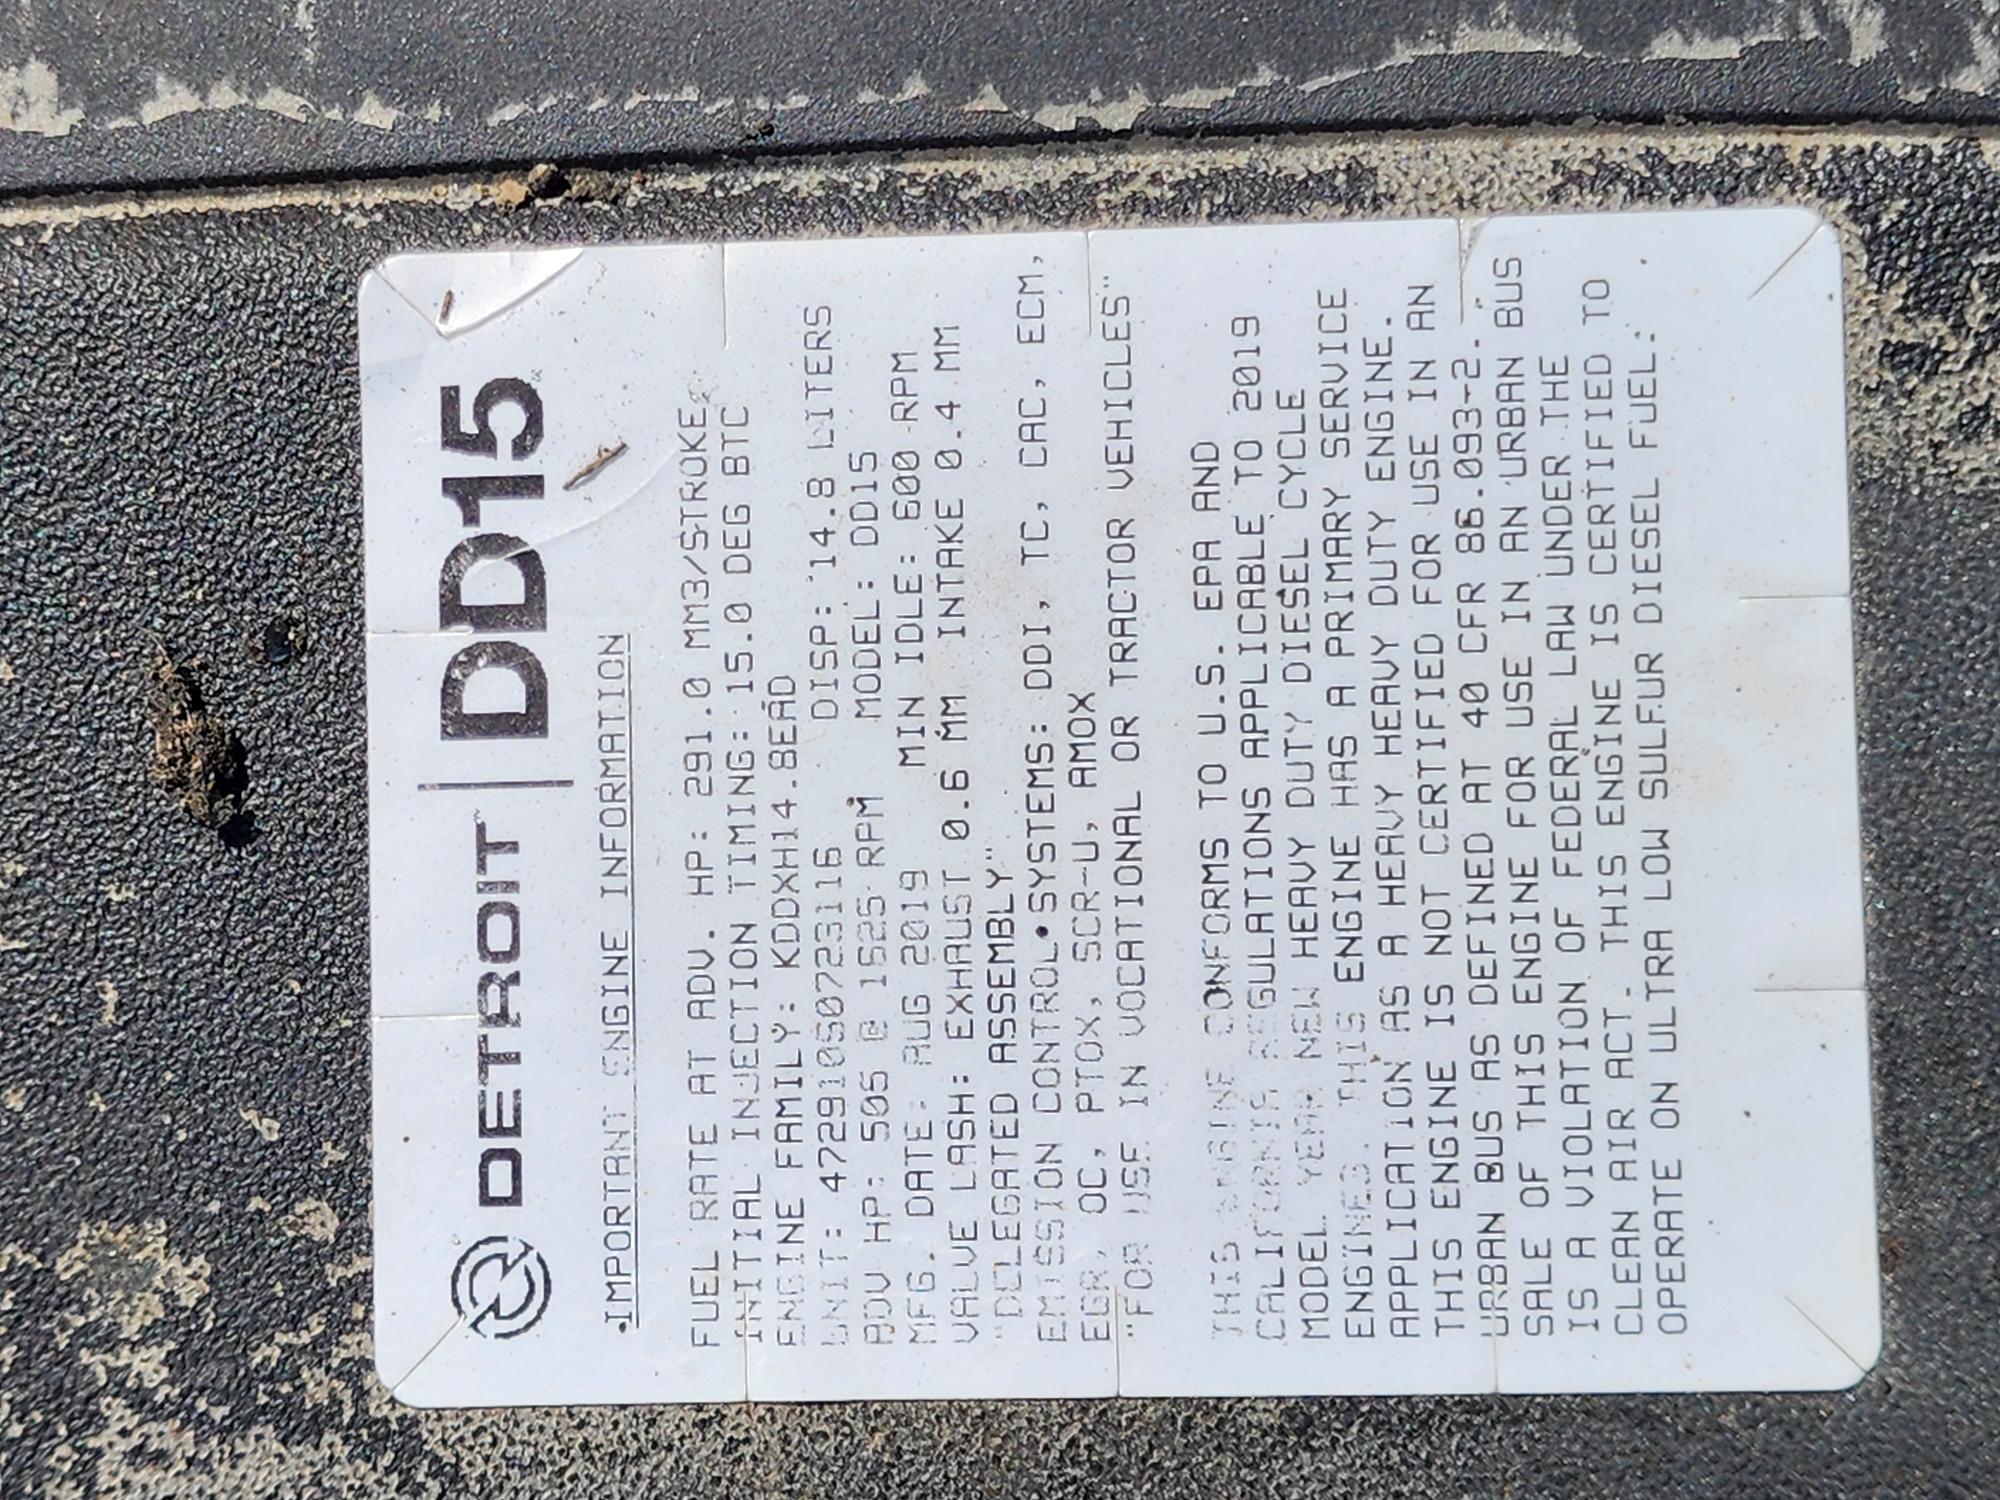 DETROIT™ | DD15™
IMPORTANT ENGINE INFORMATION
FUEL RATE AT ADV. HP: 291.0 MM3/STROKE
INITIAL INJECTION TIMING: 15.0 DEG BTC
ENGINE FAMILY: KDDXH14.8EAD
UNIT: 472910S0723116 DISP: 14.8 LITERS
ADV HP: 505 @ 1625 RPM MODEL: DD15
MFG. DATE: AUG 2019 MIN IDLE: 600 RPM
VALVE LASH: EXHAUST 0.6 MM INTAKE 0.4 MM
"DELEGATED ASSEMBLY"
EMISSION CONTROL SYSTEMS: DDI, TC, CAC, ECM,
EGR, OC, PTOX, SCR-U, AMOX
"FOR USE IN VOCATIONAL OR TRACTOR VEHICLES"
THIS ENGINE CONFORMS TO U.S. EPA AND
CALIFORNIA REGULATIONS APPLICABLE TO 2019
MODEL YEAR NEW HEAVY DUTY DIESEL CYCLE
ENGINES. THIS ENGINE HAS A PRIMARY SERVICE
APPLICATION AS A HEAVY HEAVY DUTY ENGINE.
THIS ENGINE IS NOT CERTIFIED FOR USE IN AN
URBAN BUS AS DEFINED AT 40 CFR 86.093-2.
SALE OF THIS ENGINE FOR USE IN AN URBAN BUS
IS A VIOLATION OF FEDERAL LAW UNDER THE
CLEAN AIR ACT. THIS ENGINE IS CERTIFIED TO
OPERATE ON ULTRA LOW SULFUR DIESEL FUEL.